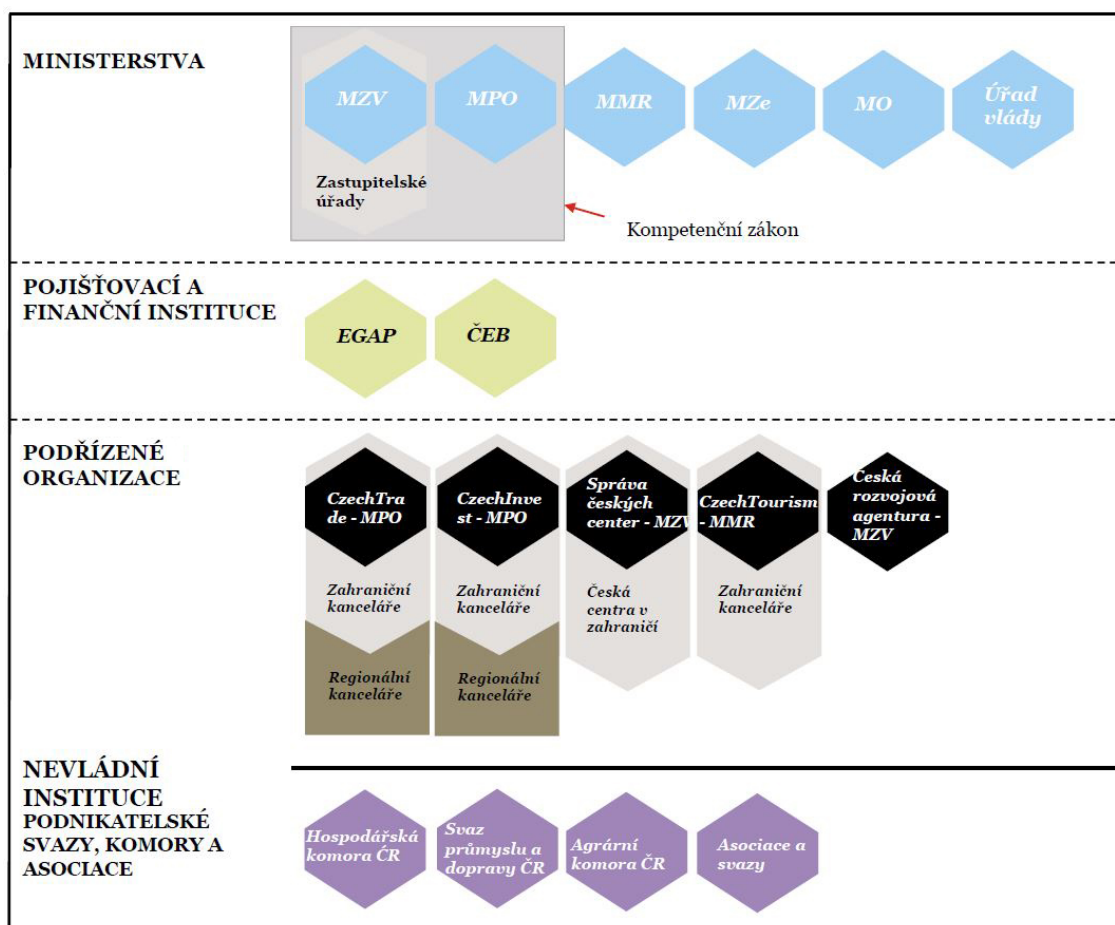 MINISTERSTVA
MZV
MPO
MMR
MZe
MO
Úřad
vlády
Zastupitelské
úřady
Kompetenční zákon
POJIŠŤOVACÍ A
FINANČNÍ INSTITUCE
EGAP
ČEB
PODŘÍZENÉ
ORGANIZACE
CzechTra
de - MPO
CzechInve
st - MPO
Správa
českých
center - MZV
CzechTourism
- MMR
Česká
rozvojová
agentura -
MZV
Zahraniční
kanceláře
Zahraniční
kanceláře
Česká
centra v
zahraničí
Zahraniční
kanceláře
Regionální
kanceláře
Regionální
kanceláře
NEVLÁDNÍ
INSTITUCE
PODNIKATELSKÉ
SVAZY, KOMORY A
ASOCIACE
Hospodářská
komora ĆR
Svaz
průmyslu a
dopravy ČR
Agrární
komora ČR
Asociace a
svazy